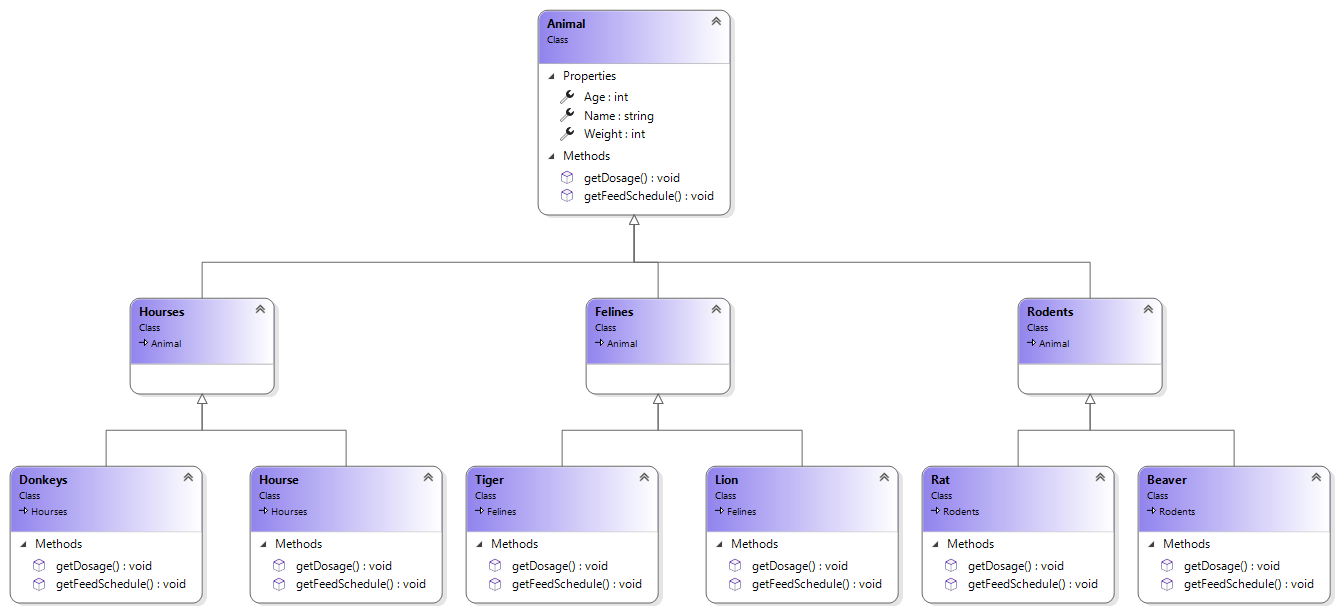 Animal
Class
Properties
Age : int
Name : string
Weight : int
Methods
getDosage() : void
getFeedSchedule() : void
Hourses
Class
Animal
Felines
Class
Animal
Rodents
Class
Animal
Donkeys
Class
Hourses
Methods
getDosage() : void
getFeedSchedule() : void
Hourse
Class
Hourses
Methods
getDosage() : void
getFeedSchedule() : void
Tiger
Class
Felines
Methods
getDosage() : void
getFeedSchedule() : void
Lion
Class
Felines
Methods
getDosage() : void
getFeedSchedule() : void
Rat
Class
Rodents
Methods
getDosage() : void
getFeedSchedule() : void
Beaver
Class
Rodents
Methods
getDosage() : void
getFeedSchedule() : void